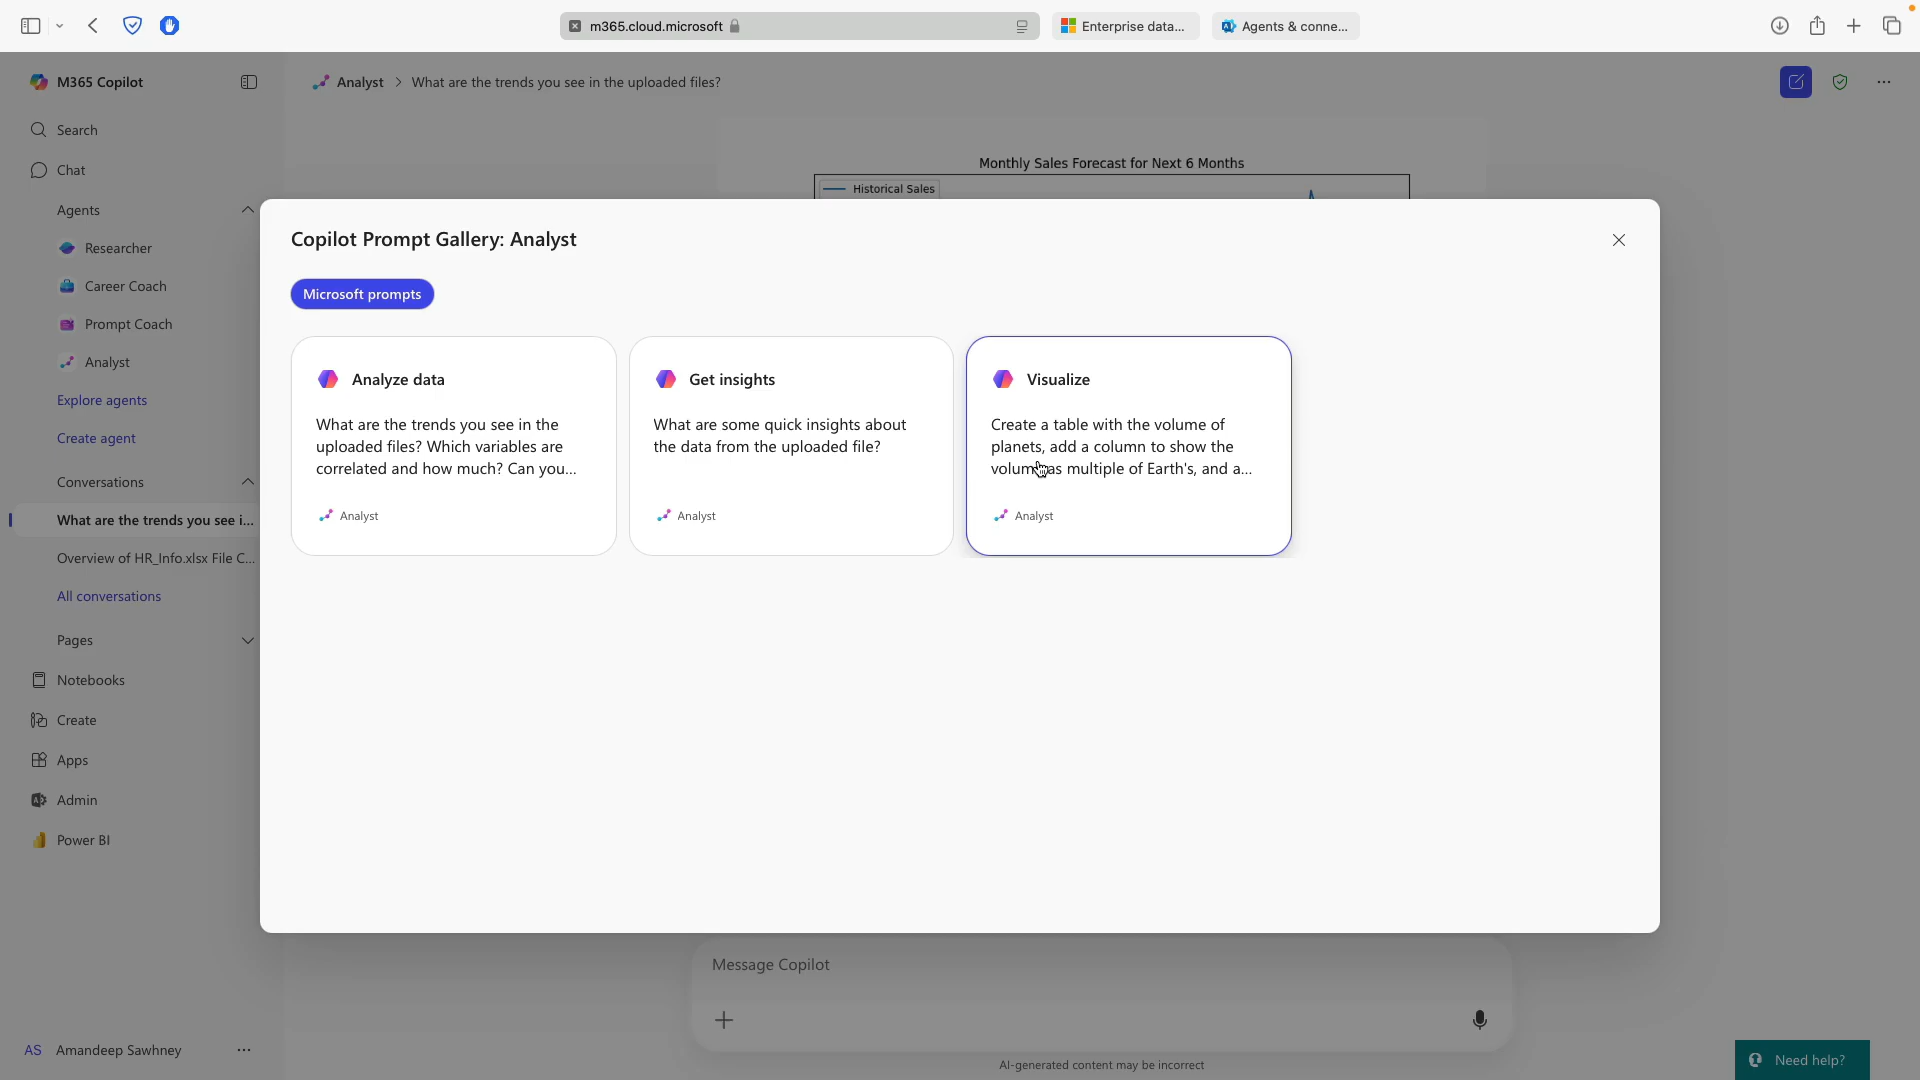 m365.cloud.microsoft
Enterprise data...
Agents & conne...
M365 Copilot
Analyst > What are the trends you see in the uploaded files?
Search
Chat
Agents
Researcher
Career Coach
Prompt Coach
Analyst
Explore agents
Create agent
Conversations
What are the trends you see i...
Overview of HR_Info.xlsx File C...
All conversations
Pages
Notebooks
Create
Apps
Admin
Power BI
AS Amandeep Sawhney
Monthly Sales Forecast for Next 6 Months
Historical Sales
Copilot Prompt Gallery: Analyst
Microsoft prompts
Analyze data
What are the trends you see in the
uploaded files? Which variables are
correlated and how much? Can you...
Analyst
Get insights
What are some quick insights about
the data from the uploaded file?
Analyst
Visualize
Create a table with the volume of
planets, add a column to show the
volume as multiple of Earth's, and a...
Analyst
Message Copilot
AI-generated content may be incorrect
Need help?